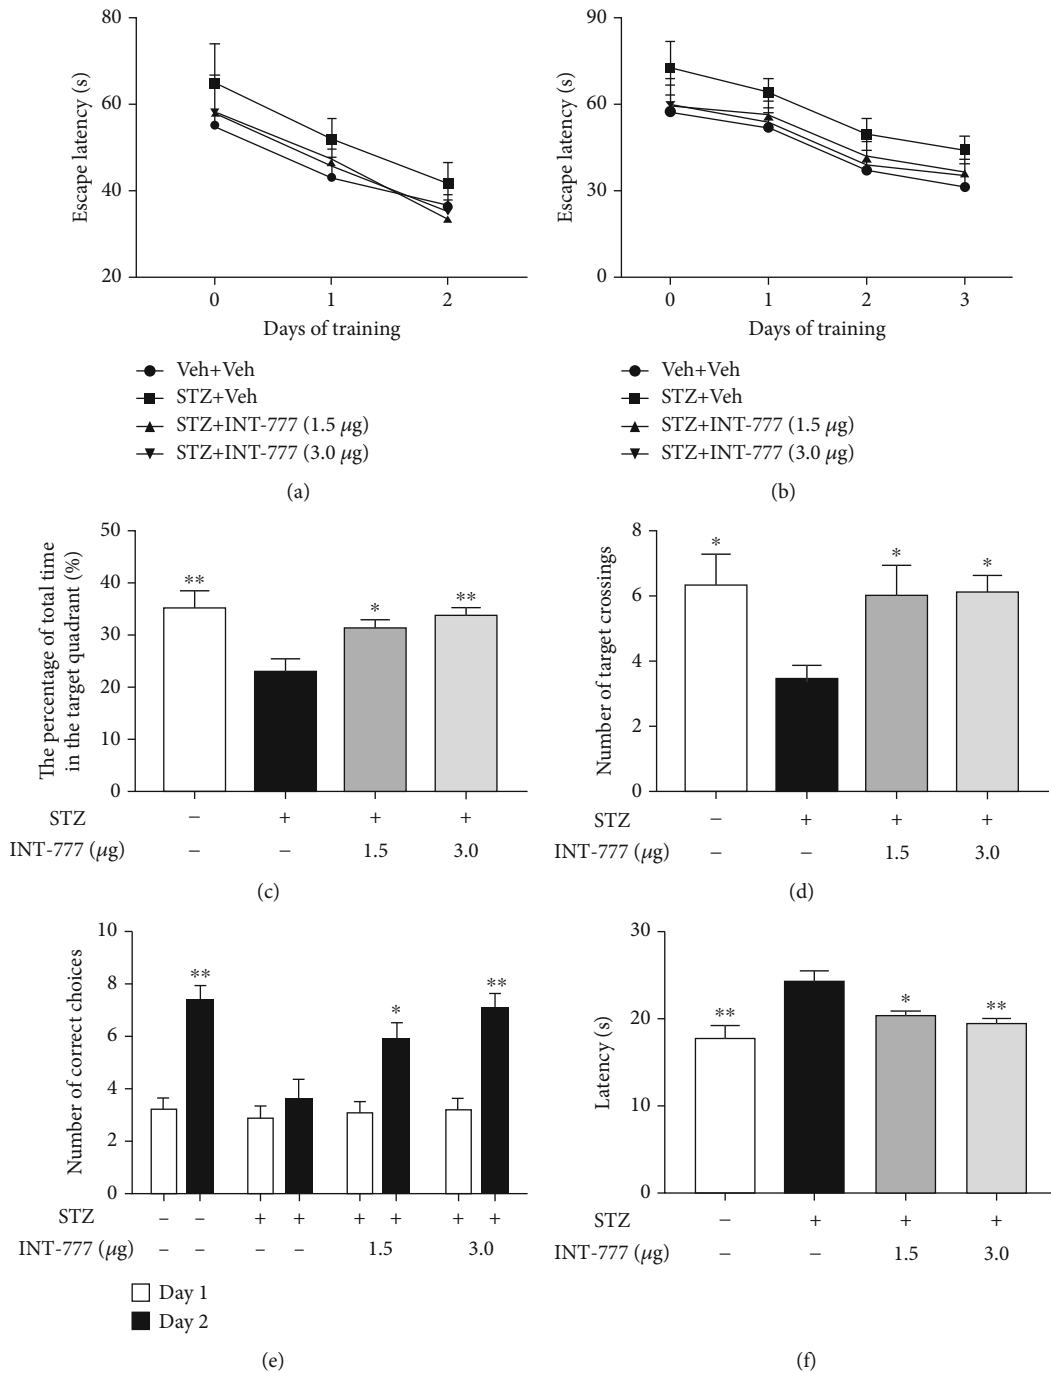 80
60
40
20
Escape latency (s)
0 1 2
Days of training
Veh+Veh
STZ+Veh
STZ+INT-777 (1.5 μg)
STZ+INT-777 (3.0 μg)
(a)
90
60
30
0
Escape latency (s)
0 1 2 3
Days of training
Veh+Veh
STZ+Veh
STZ+INT-777 (1.5 μg)
STZ+INT-777 (3.0 μg)
(b)
50
40
30
20
10
0
The percentage of total time
in the target quadrant (%)
** * **
STZ − + + +
INT-777 (μg) − − 1.5 3.0
(c)
8
6
4
2
0
Number of target crossings
* * *
STZ − + + +
INT-777 (μg) − − 1.5 3.0
(d)
10
8
6
4
2
0
Number of correct choices
** * **
STZ − − + + + + + +
INT-777 (μg) − − − − 1.5 3.0
Day 1
Day 2
(e)
30
20
10
0
Latency (s)
** * **
STZ − + + +
INT-777 (μg) − − 1.5 3.0
(f)